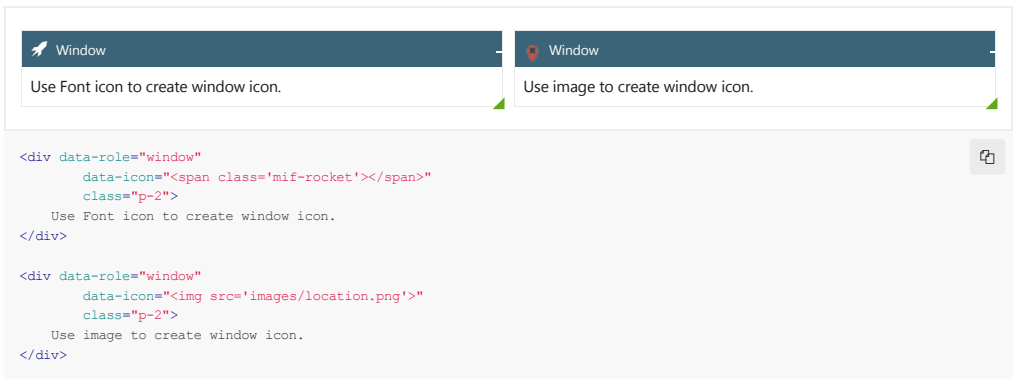 Window
Use Font icon to create window icon.
Window
Use image to create window icon.
<div data-role="window"
        data-icon="<span class='mif-rocket'></span>"
        class="p-2">
    Use Font icon to create window icon.
</div>

<div data-role="window"
        data-icon="<img src='images/location.png'>"
        class="p-2">
    Use image to create window icon.
</div>